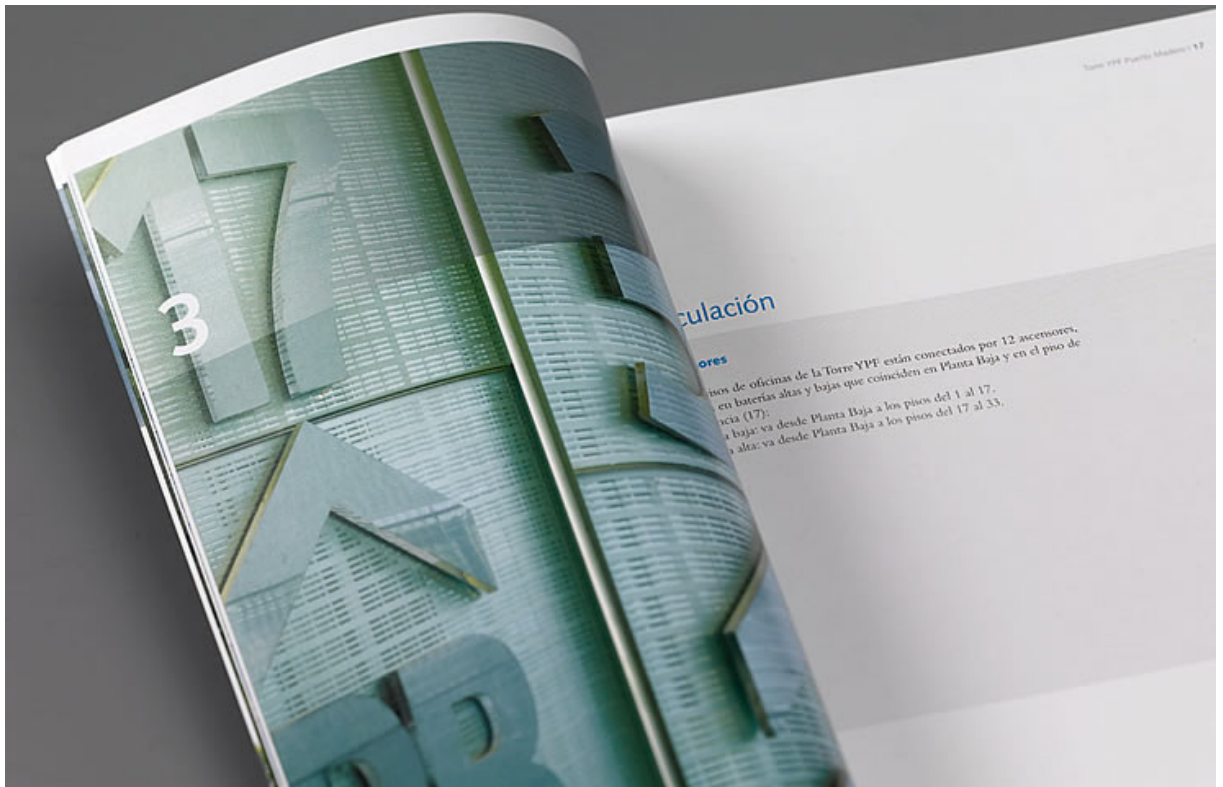 17
3
PB
Torre YPF Puerto Madero | 17
culación
ores
isos de oficinas de la Torre YPF están conectados por 12 ascensores,
en baterías altas y bajas que coinciden en Planta Baja y en el piso de
cia (17):
a baja: va desde Planta Baja a los pisos del 1 al 17.
a alta: va desde Planta Baja a los pisos del 17 al 33.